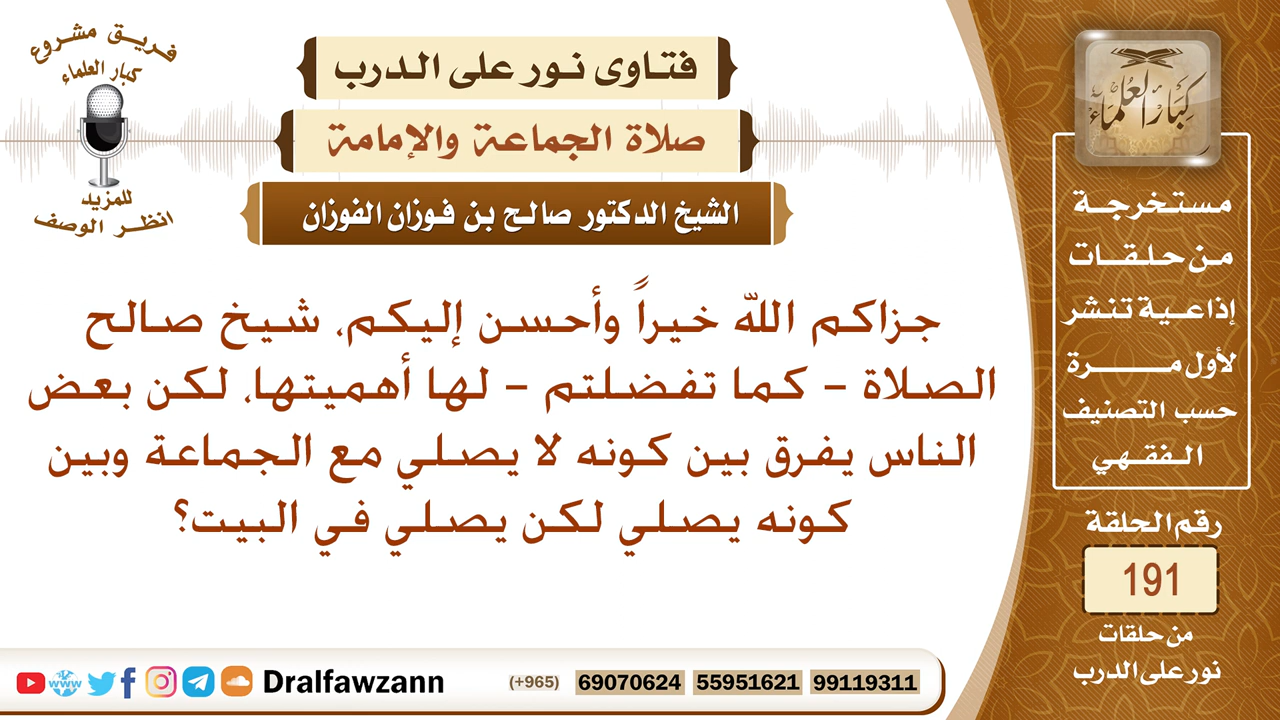 فريق مشروع
كبار العلماء
للمزيد
انظر الوصف
فتاوى نور على الدرب
صلاة الجماعة والإمامة
الشيخ الدكتور صالح بن فوزان الفوزان
جزاكم الله خيراً وأحسن إليكم، شيخ صالح
الصلاة - كما تفضلتم - لها أهميتها، لكن بعض
الناس يفرق بين كونه لا يصلي مع الجماعة وبين
كونه يصلي لكن يصلي في البيت؟
كبار العلماء
مستخرجة
من حلقات
إذاعية تنشر
لأول مرة
حسب التصنيف
الفقهي
رقم الحلقة
191
من حلقات
نور على الدرب
www Dralfawzann (+965) 69070624 55951621 99119311